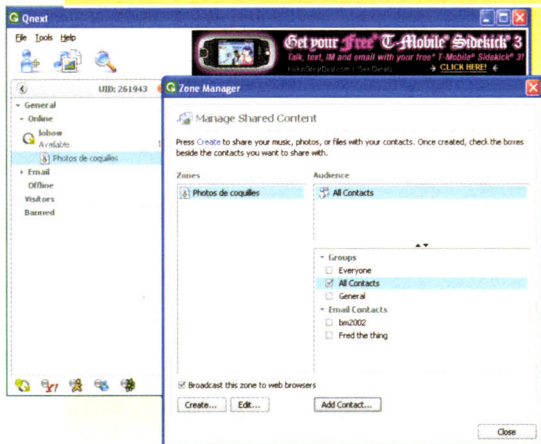 Qnext
File Tools Help
Get your Free* T-Mobile® Sidekick® 3
Talk, text, IM and email with your free* T-Mobile® Sidekick® 3!
CLICK HERE!
UID: 261943
General
Online
lobow
Available
Photos de coquilles
Email
Offline
Visitors
Banned
Zone Manager
Manage Shared Content
Press Create to share your music, photos, or files with your contacts. Once created, check the boxes
beside the contacts you want to share with.
Zones
Audience
Photos de coquilles
All Contacts
Groups
Everyone
All Contacts
General
Email Contacts
bm2002
Fred the thing
Broadcast this zone to web browsers
Create...
Edit...
Add Contact...
Close